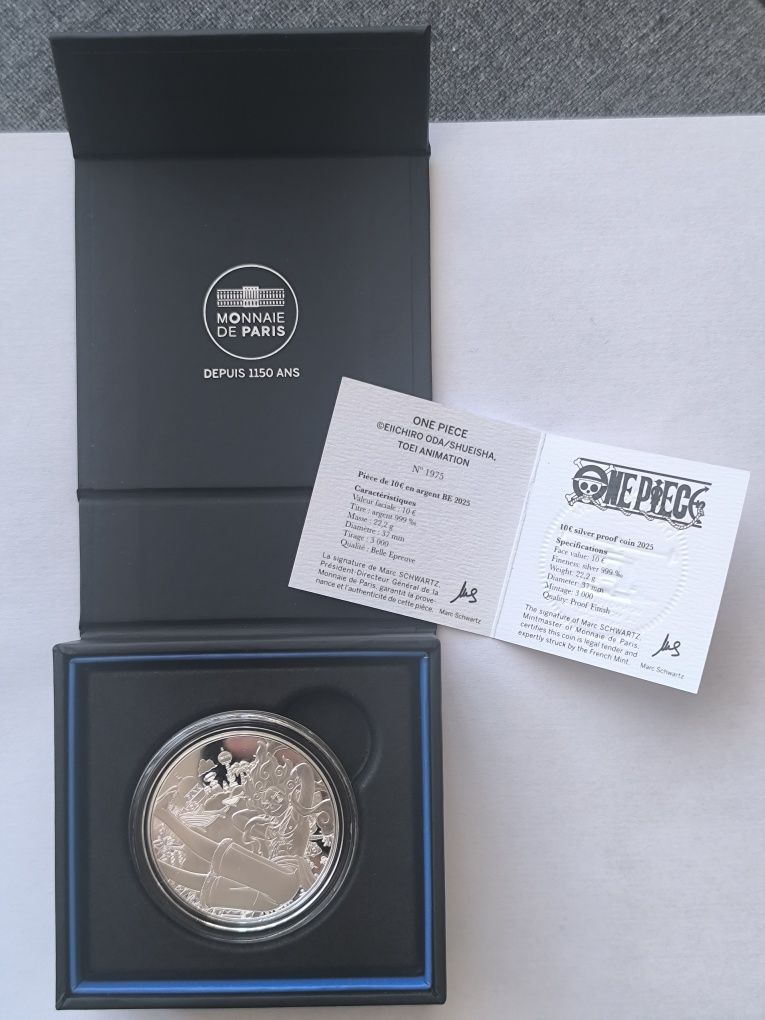 MONNAIE
DE PARIS
DEPUIS 1150 ANS
ONE PIECE
©EIICHIRO ODA/SHUEISHA,
TOEI ANIMATION
N° 1975
Pièce de 10€ en argent BE 2025
Caractéristiques
Valeur faciale : 10 €
Titre : argent 999 ‰
Masse : 22,2 g
Diamètre : 37 mm
Tirage : 3 000
Qualité : Belle Epreuve
La signature de Marc SCHWARTZ,
Président-Directeur Général de la
Monnaie de Paris, garantit la prove-
nance et l'authenticité de cette pièce.
Marc Schwartz
ONE PIECE
10€ silver proof coin 2025
Specifications
Face value: 10 €
Fineness: silver 999 ‰
Weight: 22,2 g
Diameter: 37 mm
Mintage: 3 000
Quality: Proof Finish
The signature of Marc SCHWARTZ,
Mintmaster of Monnaie de Paris,
certifies this coin is legal tender and
expertly struck by the French Mint.
Marc Schwartz